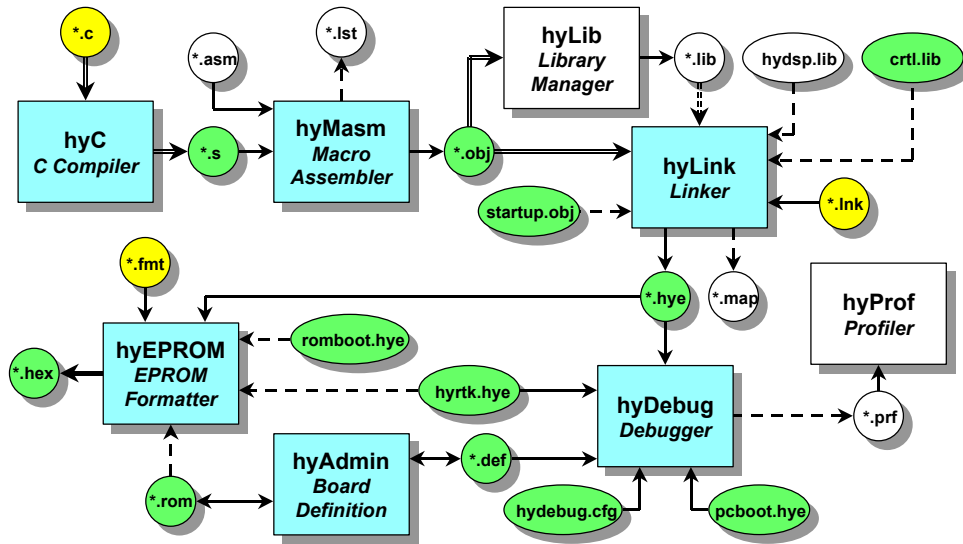 *.c
*.asm
*.lst
hyLib
Library
Manager
*.lib
hydsp.lib
crtl.lib
hyC
C Compiler
*.s
hyMasm
Macro
Assembler
*.obj
hyLink
Linker
startup.obj
*.lnk
*.fmt
*.hye
*.map
hyProf
Profiler
hyEPROM
EPROM
Formatter
romboot.hye
*.hex
hyrtk.hye
hyDebug
Debugger
*.prf
hyAdmin
Board
Definition
*.def
*.rom
hydebug.cfg
pcboot.hye